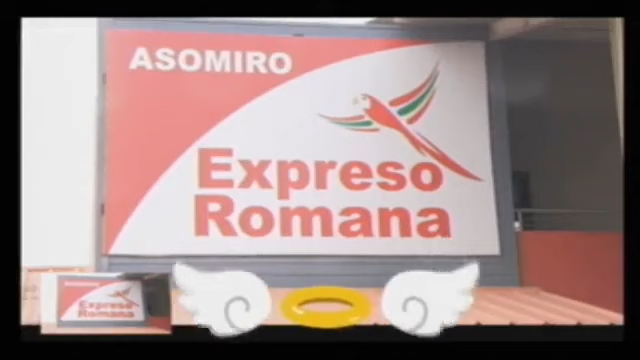 ASOMIRO
Expreso
Romana
Expreso
Romana